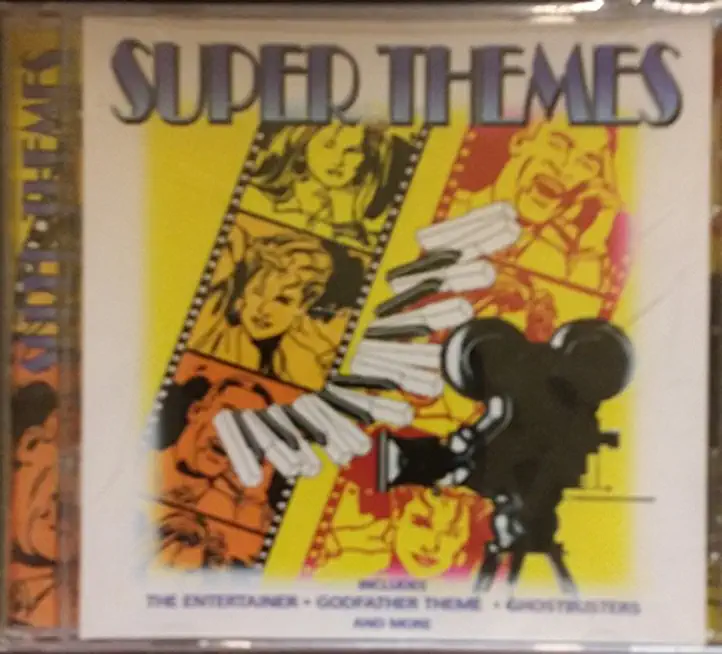 SUPER THEMES
SUPER THEMES
INCLUDES
THE ENTERTAINER • GODFATHER THEME • GHOSTBUSTERS
AND MORE